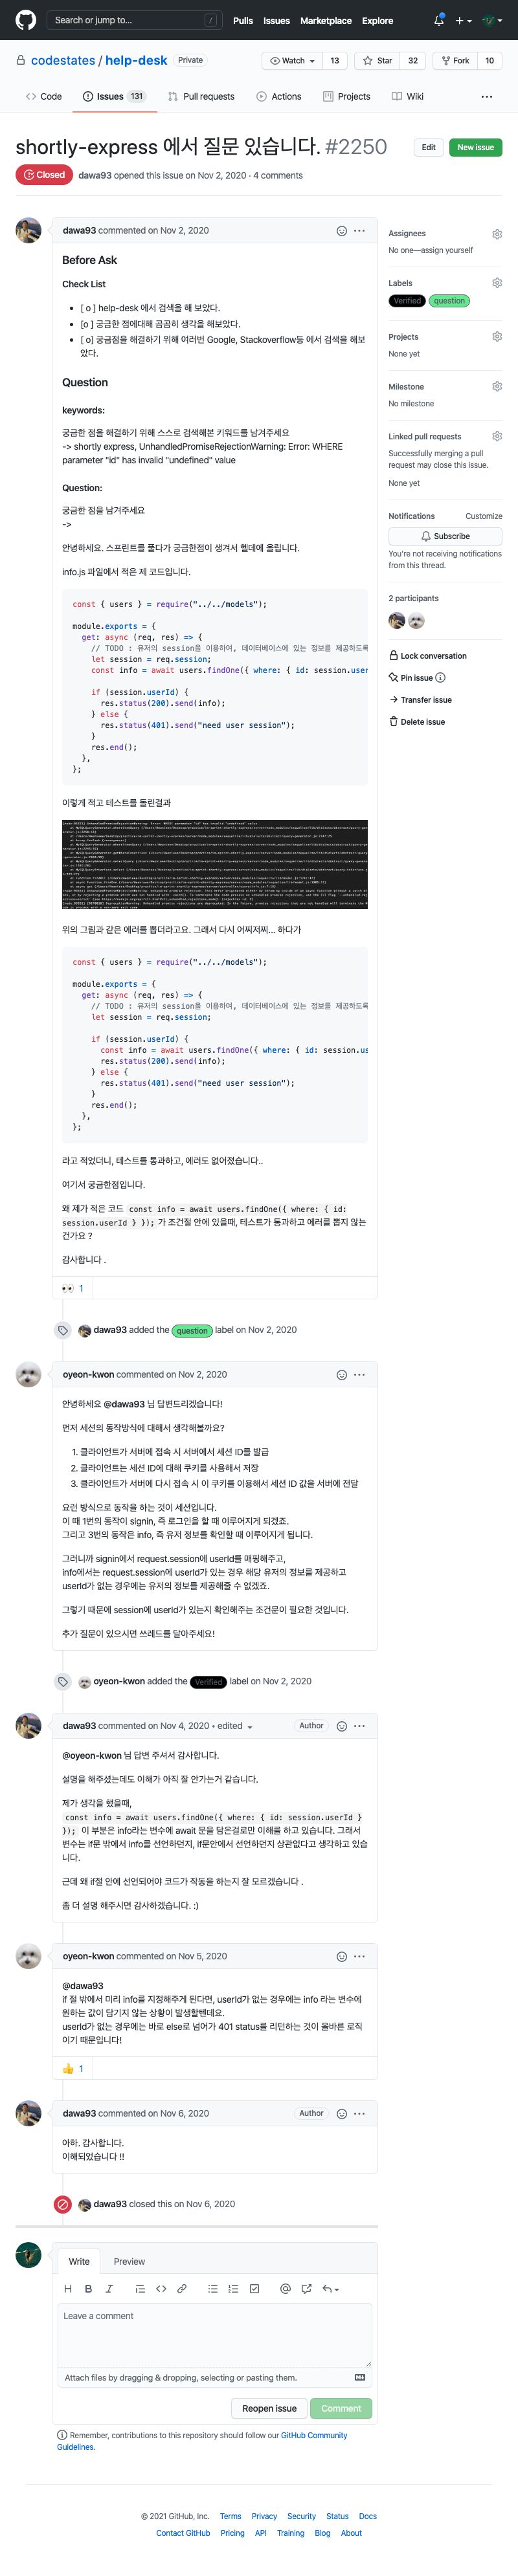 Search or jump to... /
Pulls Issues Marketplace Explore
codestates / help-desk Private
Watch 13 Star 32 Fork 10
Code Issues 131 Pull requests Actions Projects Wiki
shortly-express 에서 질문 있습니다. #2250
Edit New issue
Closed dawa93 opened this issue on Nov 2, 2020 · 4 comments
dawa93 commented on Nov 2, 2020
Before Ask
Check List
[ o ] help-desk 에서 검색을 해 보았다.
[o ] 궁금한 점에대해 곰곰히 생각을 해보았다.
[ o] 궁금점을 해결하기 위해 여러번 Google, Stackoverflow등 에서 검색을 해보
았다.
Question
keywords:
궁금한 점을 해결하기 위해 스스로 검색해본 키워드를 남겨주세요
-> shortly express, UnhandledPromiseRejectionWarning: Error: WHERE
parameter "id" has invalid "undefined" value
Question:
궁금한 점을 남겨주세요
->
안녕하세요. 스프린트를 풀다가 궁금한점이 생겨서 헬데에 올립니다.
info.js 파일에서 적은 제 코드입니다.
const { users } = require("../../models");
module.exports = {
get: async (req, res) => {
// TODO : 유저의 session을 이용하여, 데이터베이스에 있는 정보를 제공하도록
let session = req.session;
const info = await users.findOne({ where: { id: session.user
if (session.userId) {
res.status(200).send(info);
} else {
res.status(401).send("need user session");
}
res.end();
},
};
이렇게 적고 테스트를 돌린결과
위의 그림과 같은 에러를 뽑더라고요. 그래서 다시 어찌저찌... 하다가
const { users } = require("../../models");
module.exports = {
get: async (req, res) => {
// TODO : 유저의 session을 이용하여, 데이터베이스에 있는 정보를 제공하도록
let session = req.session;
if (session.userId) {
const info = await users.findOne({ where: { id: session.us
res.status(200).send(info);
} else {
res.status(401).send("need user session");
}
res.end();
},
};
라고 적었더니, 테스트를 통과하고, 에러도 없어졌습니다..
여기서 궁금한점입니다.
왜 제가 적은 코드 const info = await users.findOne({ where: { id:
session.userId } }); 가 조건절 안에 있을때, 테스트가 통과하고 에러를 뽑지 않는
건가요 ?
감사합니다 .
👀 1
dawa93 added the question label on Nov 2, 2020
oyeon-kwon commented on Nov 2, 2020
안녕하세요 @dawa93 님 답변드리겠습니다!
먼저 세션의 동작방식에 대해서 생각해볼까요?
1. 클라이언트가 서버에 접속 시 서버에서 세션 ID를 발급
2. 클라이언트는 세션 ID에 대해 쿠키를 사용해서 저장
3. 클라이언트가 서버에 다시 접속 시 이 쿠키를 이용해서 세션 ID 값을 서버에 전달
요런 방식으로 동작을 하는 것이 세션입니다.
이 때 1번의 동작이 signin, 즉 로그인을 할 때 이루어지게 되겠죠.
그리고 3번의 동작은 info, 즉 유저 정보를 확인할 때 이루어지게 됩니다.
그러니까 signin에서 request.session에 userId를 매핑해주고,
info에서는 request.session에 userId가 있는 경우 해당 유저의 정보를 제공하고
userId가 없는 경우에는 유저의 정보를 제공해줄 수 없겠죠.
그렇기 때문에 session에 userId가 있는지 확인해주는 조건문이 필요한 것입니다.
추가 질문이 있으시면 쓰레드를 달아주세요!
oyeon-kwon added the Verified label on Nov 2, 2020
dawa93 commented on Nov 4, 2020 • edited Author
@oyeon-kwon 님 답변 주셔서 감사합니다.
설명을 해주셨는데도 이해가 아직 잘 안가는거 같습니다.
제가 생각을 했을때,
const info = await users.findOne({ where: { id: session.userId }
}); 이 부분은 info라는 변수에 await 문을 담은걸로만 이해를 하고 있습니다. 그래서
변수는 if문 밖에서 info를 선언하던지, if문안에서 선언하던지 상관없다고 생각하고 있습
니다.
근데 왜 if절 안에 선언되어야 코드가 작동을 하는지 잘 모르겠습니다 .
좀 더 설명 해주시면 감사하겠습니다. :)
oyeon-kwon commented on Nov 5, 2020
@dawa93
if 절 밖에서 미리 info를 지정해주게 된다면, userId가 없는 경우에는 info 라는 변수에
원하는 값이 담기지 않는 상황이 발생할텐데요.
userId가 없는 경우에는 바로 else로 넘어가 401 status를 리턴하는 것이 올바른 로직
이기 때문입니다!
👍 1
dawa93 commented on Nov 6, 2020 Author
아하. 감사합니다.
이해되었습니다 !!
dawa93 closed this on Nov 6, 2020
Write Preview
Leave a comment
Attach files by dragging & dropping, selecting or pasting them.
Reopen issue Comment
Remember, contributions to this repository should follow our GitHub Community
Guidelines.
Assignees
No one—assign yourself
Labels
Verified question
Projects
None yet
Milestone
No milestone
Linked pull requests
Successfully merging a pull
request may close this issue.
None yet
Notifications Customize
Subscribe
You're not receiving notifications
from this thread.
2 participants
Lock conversation
Pin issue
Transfer issue
Delete issue
© 2021 GitHub, Inc. Terms Privacy Security Status Docs
Contact GitHub Pricing API Training Blog About